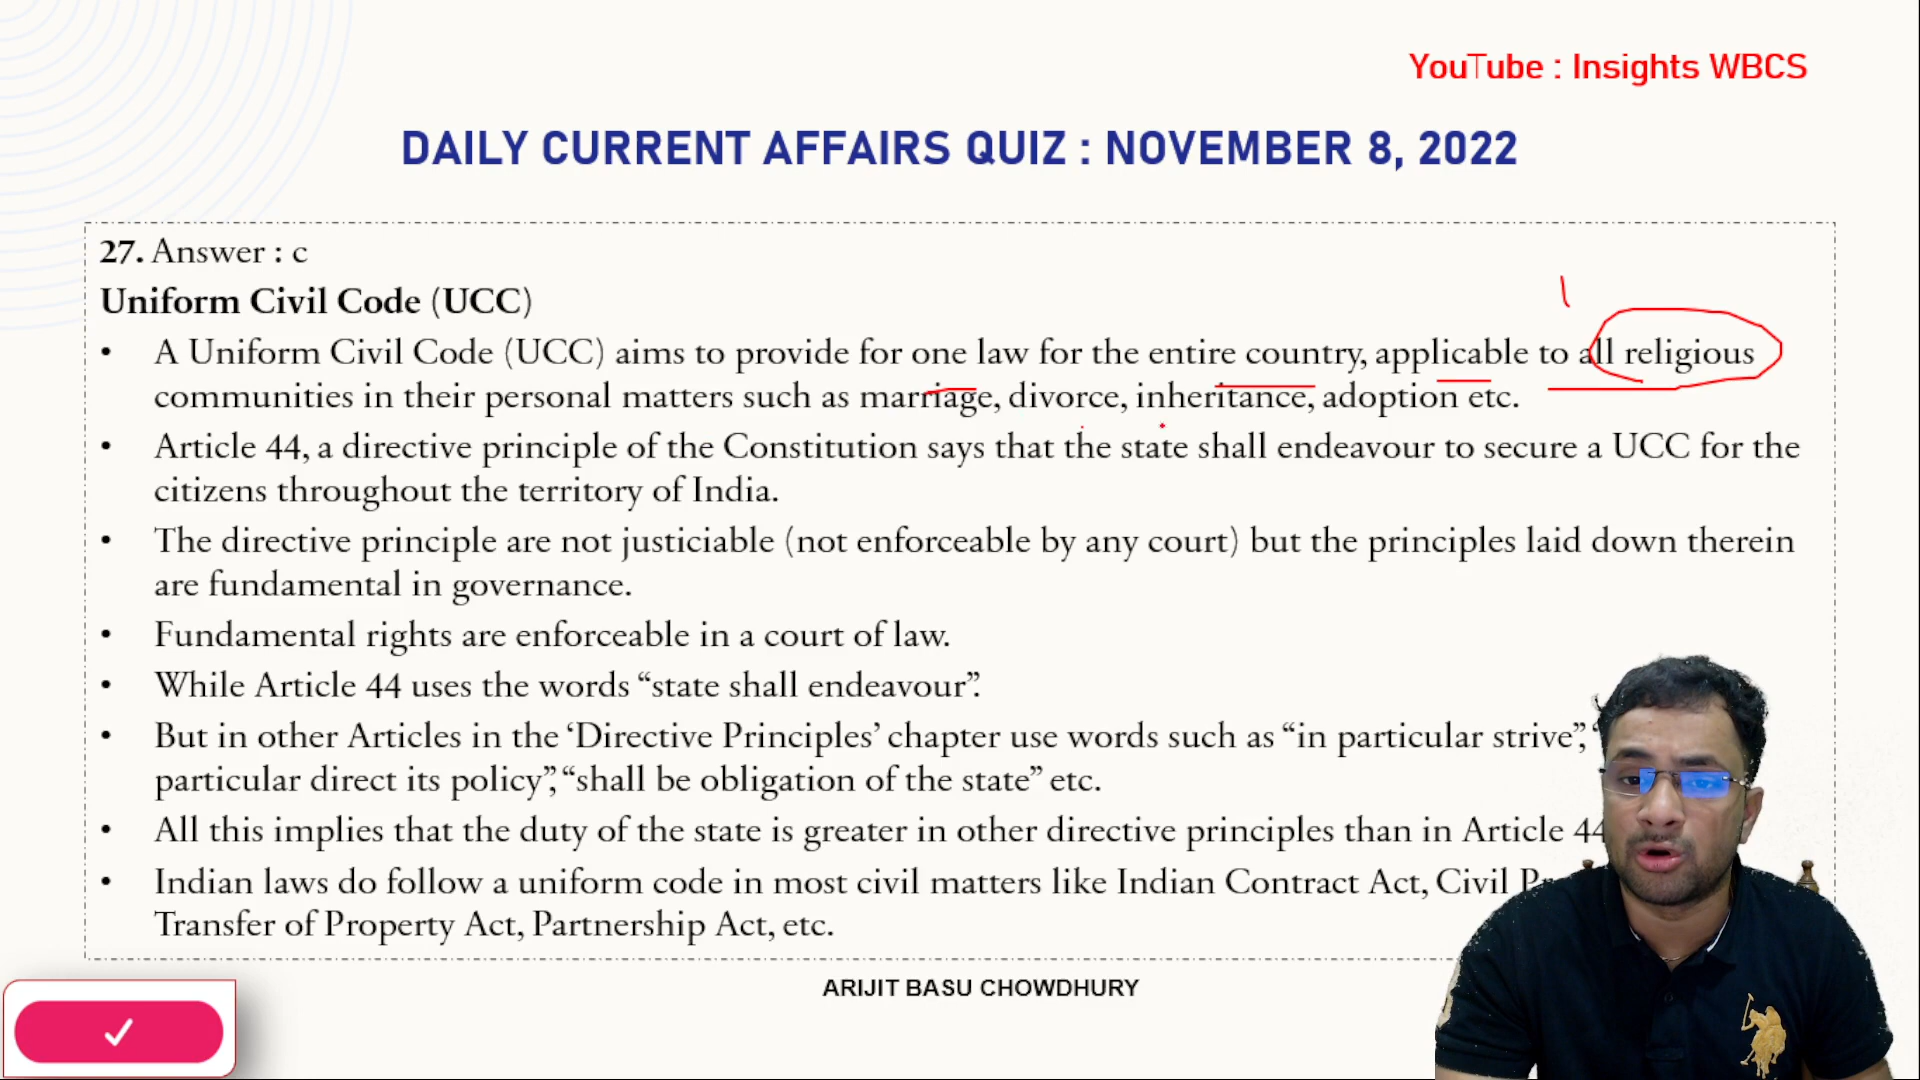 YouTube : Insights WBCS
DAILY CURRENT AFFAIRS QUIZ : NOVEMBER 8, 2022
27. Answer : c
Uniform Civil Code (UCC)
• A Uniform Civil Code (UCC) aims to provide for one law for the entire country, applicable to all religious
communities in their personal matters such as marriage, divorce, inheritance, adoption etc.
• Article 44, a directive principle of the Constitution says that the state shall endeavour to secure a UCC for the
citizens throughout the territory of India.
• The directive principle are not justiciable (not enforceable by any court) but the principles laid down therein
are fundamental in governance.
• Fundamental rights are enforceable in a court of law.
• While Article 44 uses the words “state shall endeavour”.
• But in other Articles in the ‘Directive Principles’ chapter use words such as “in particular strive”,
particular direct its policy”, “shall be obligation of the state” etc.
• All this implies that the duty of the state is greater in other directive principles than in Article 44
• Indian laws do follow a uniform code in most civil matters like Indian Contract Act, Civil
Transfer of Property Act, Partnership Act, etc.
ARIJIT BASU CHOWDHURY